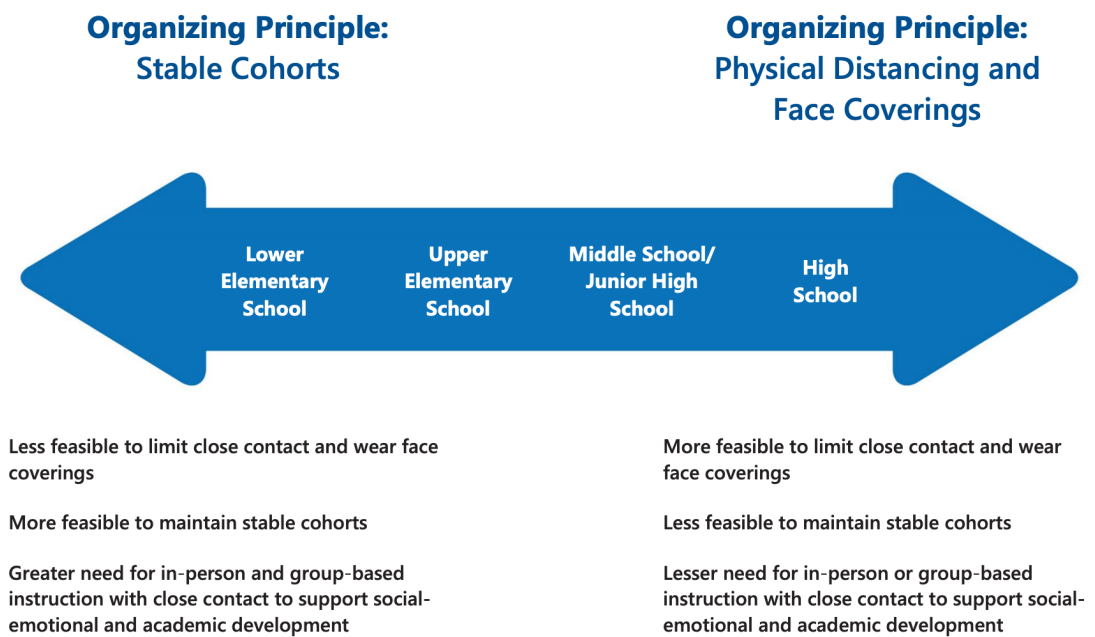 Organizing Principle:
Stable Cohorts
Organizing Principle:
Physical Distancing and
Face Coverings
Lower
Elementary
School
Upper
Elementary
School
Middle School/
Junior High
School
High
School
Less feasible to limit close contact and wear face
coverings
More feasible to maintain stable cohorts
Greater need for in-person and group-based
instruction with close contact to support social-
emotional and academic development
More feasible to limit close contact and wear
face coverings
Less feasible to maintain stable cohorts
Lesser need for in-person or group-based
instruction with close contact to support social-
emotional and academic development